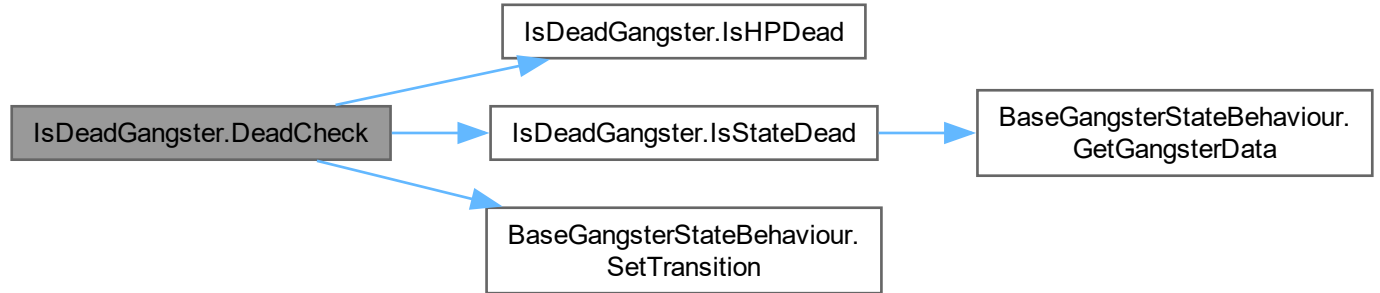 IsDeadGangster.IsHPDead
IsDeadGangster.DeadCheck
IsDeadGangster.IsStateDead
BaseGangsterStateBehaviour.
GetGangsterData
BaseGangsterStateBehaviour.
SetTransition